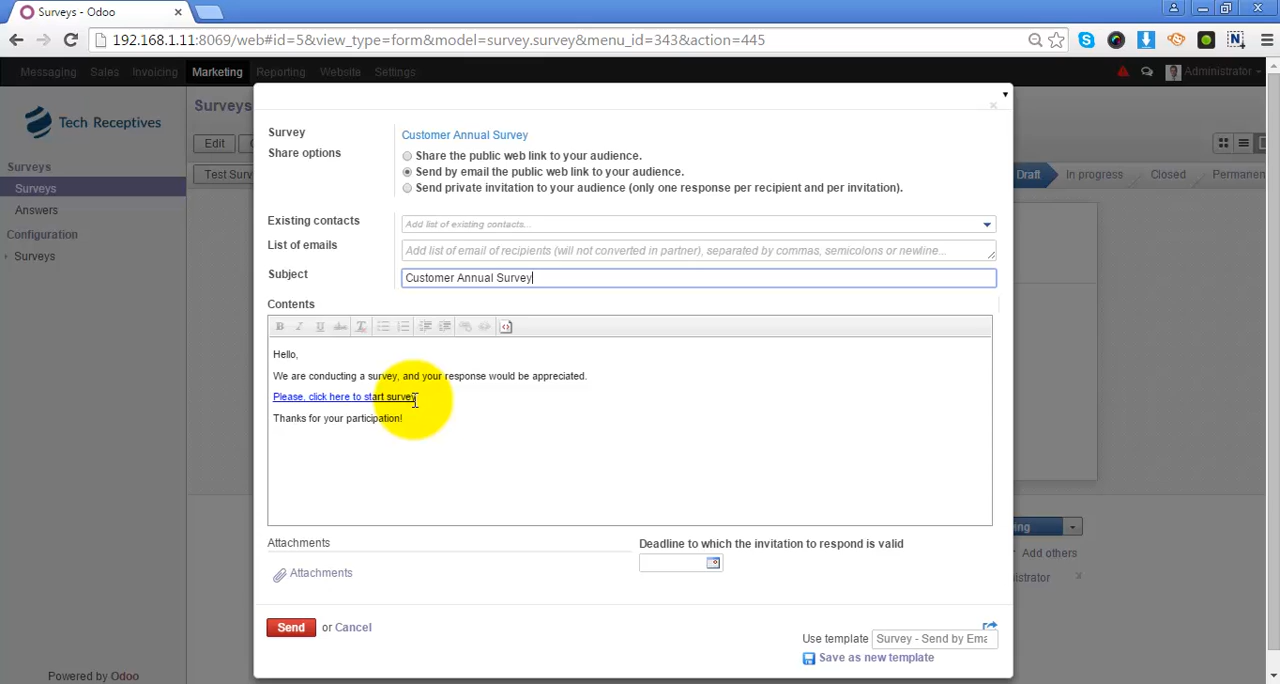 Surveys - Odoo
192.168.1.11:8069/web#id=5&view_type=form&model=survey.survey&menu_id=343&action=445
Messaging Sales Invoicing Marketing Reporting Website Settings Administrator
Tech Receptives
Surveys
Surveys
Answers
Configuration
Surveys
Powered by Odoo
Surveys
Edit
Test Surv
Draft In progress Closed Permanen
Survey Customer Annual Survey
Share options Share the public web link to your audience.
Send by email the public web link to your audience.
Send private invitation to your audience (only one response per recipient and per invitation).
Existing contacts Add list of existing contacts...
List of emails Add list of email of recipients (will not converted in partner), separated by commas, semicolons or newline...
Subject Customer Annual Survey
Contents
B I U abc T
Hello,
We are conducting a survey, and your response would be appreciated.
Please, click here to start survey
Thanks for your participation!
Attachments Deadline to which the invitation to respond is valid
Attachments
Send or Cancel
Use template Survey - Send by Ema
Save as new template
ing
Add others
istrator